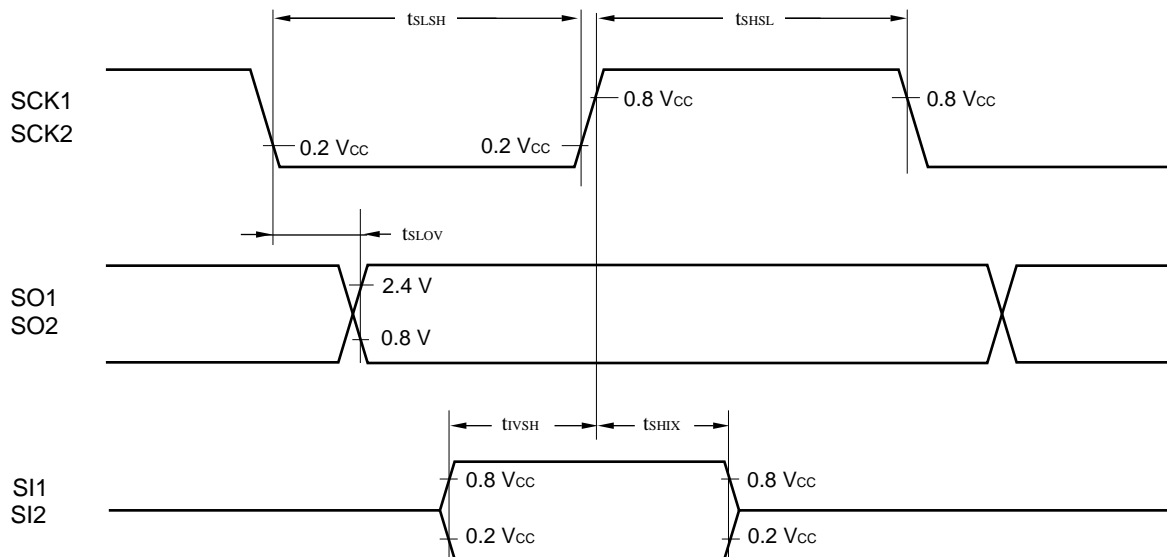 tSLSH
tSHSL
SCK1
SCK2
0.2 VCC
0.2 VCC
0.8 VCC
0.8 VCC
tSLOV
SO1
SO2
2.4 V
0.8 V
tIVSH
tSHIX
SI1
SI2
0.8 VCC
0.8 VCC
0.2 VCC
0.2 VCC